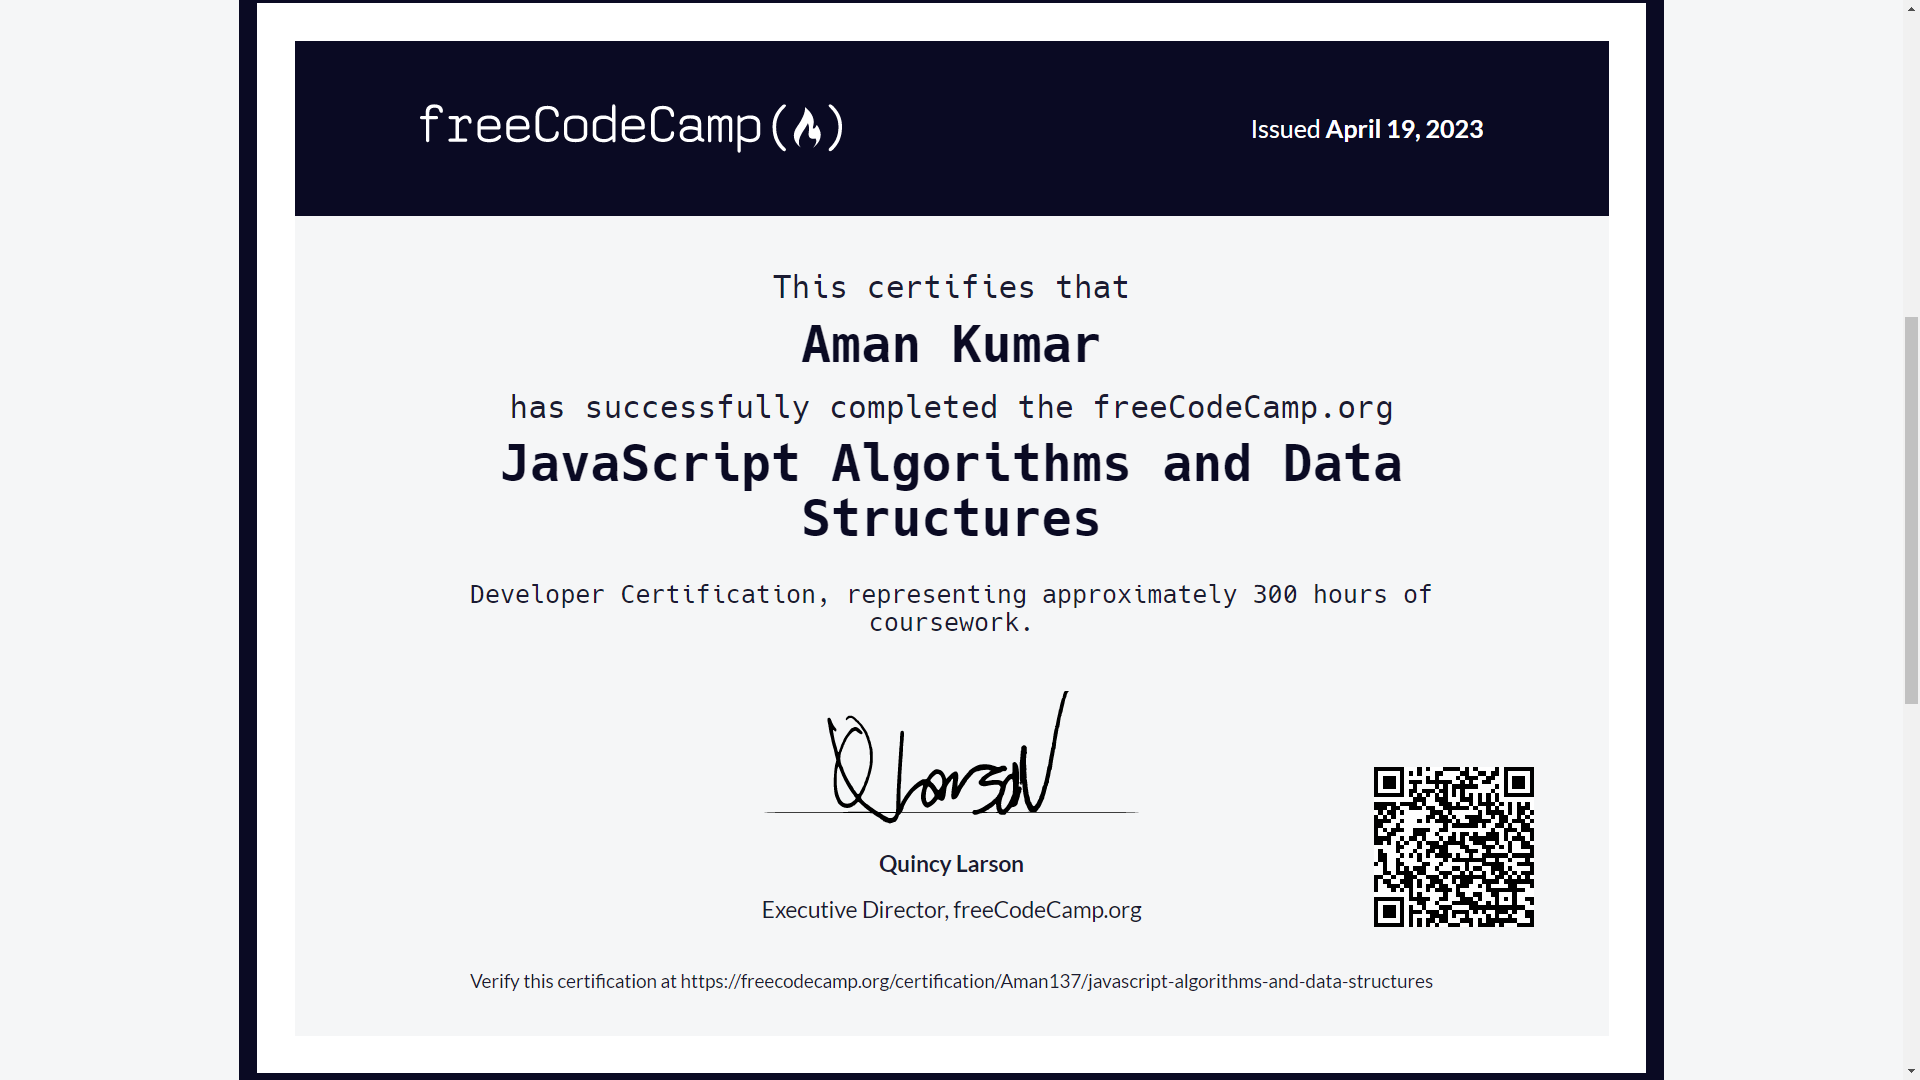 freeCodeCamp
Issued April 19, 2023
This certifies that
Aman Kumar
has successfully completed the freeCodeCamp.org
JavaScript Algorithms and Data
Structures
Developer Certification, representing approximately 300 hours of
coursework.
Q Larson
Quincy Larson
Executive Director, freeCodeCamp.org
Verify this certification at https://freecodecamp.org/certification/Aman137/javascript-algorithms-and-data-structures